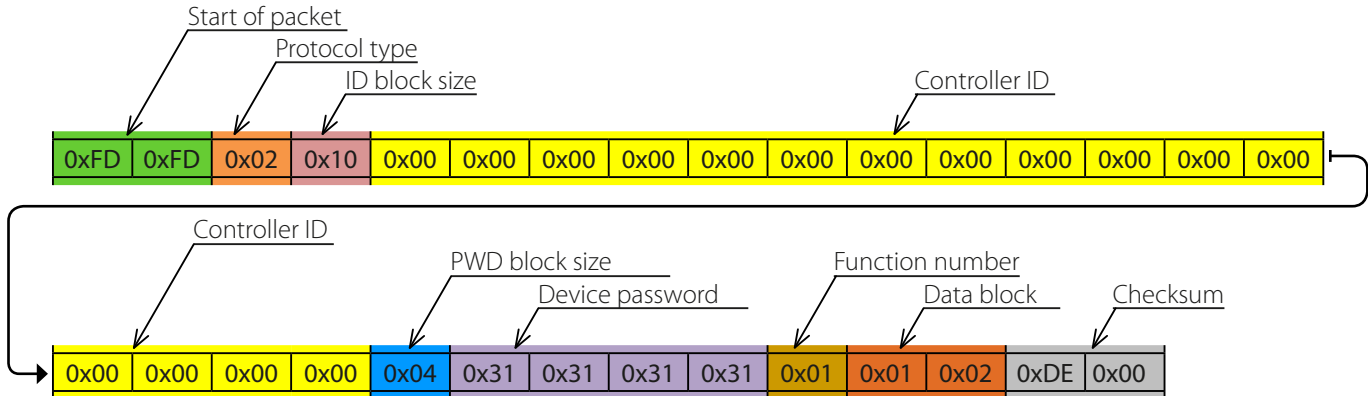 Start of packet
Protocol type
ID block size
Controller ID
0xFD 0xFD 0x02 0x10 0x00 0x00 0x00 0x00 0x00 0x00 0x00 0x00 0x00 0x00 0x00 0x00
Controller ID
PWD block size
Function number
Device password
Data block
Checksum
0x00 0x00 0x00 0x00 0x04 0x31 0x31 0x31 0x31 0x01 0x01 0x02 0xDE 0x00